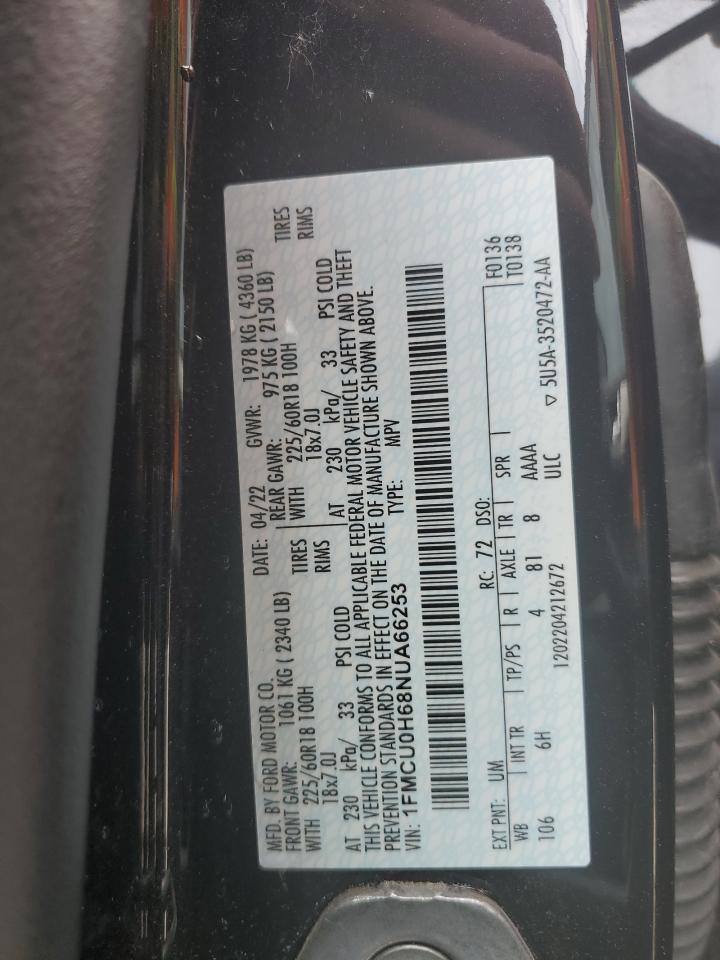 MFD. BY FORD MOTOR CO. DATE: 04/22 GVWR: 1978 KG ( 4360 LB)
FRONT GAWR: 1061 KG ( 2340 LB) REAR GAWR: 975 KG ( 2150 LB)
WITH 225/60R18 100H TIRES WITH 225/60R18 100H TIRES
18x7.0J RIMS 18x7.0J RIMS
AT 230 kPa/ 33 PSI COLD AT 230 kPa/ 33 PSI COLD
THIS VEHICLE CONFORMS TO ALL APPLICABLE FEDERAL MOTOR VEHICLE SAFETY AND THEFT
PREVENTION STANDARDS IN EFFECT ON THE DATE OF MANUFACTURE SHOWN ABOVE.
VIN: 1FMCU0H68NUA66253 TYPE: MPV
EXT PNT: UM RC: 72 DSO: F0136
WB INT TR TP/PS R AXLE TR SPR T0138
106 6H 4 81 8 AAAA
1202204212672 ULC ▽ 5U5A-3520472-AA